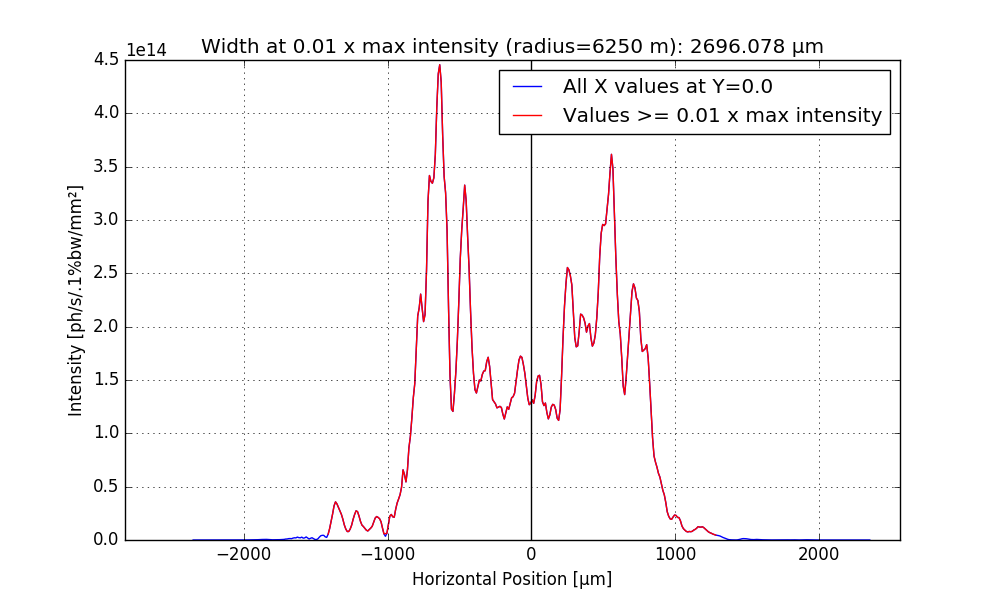 Width at 0.01 x max intensity (radius=6250 m): 2696.078 µm
1e14
4.5
4.0
3.5
3.0
2.5
2.0
1.5
1.0
0.5
0.0
Intensity [ph/s/.1%bw/mm²]
All X values at Y=0.0
Values >= 0.01 x max intensity
−2000
−1000
0
1000
2000
Horizontal Position [µm]